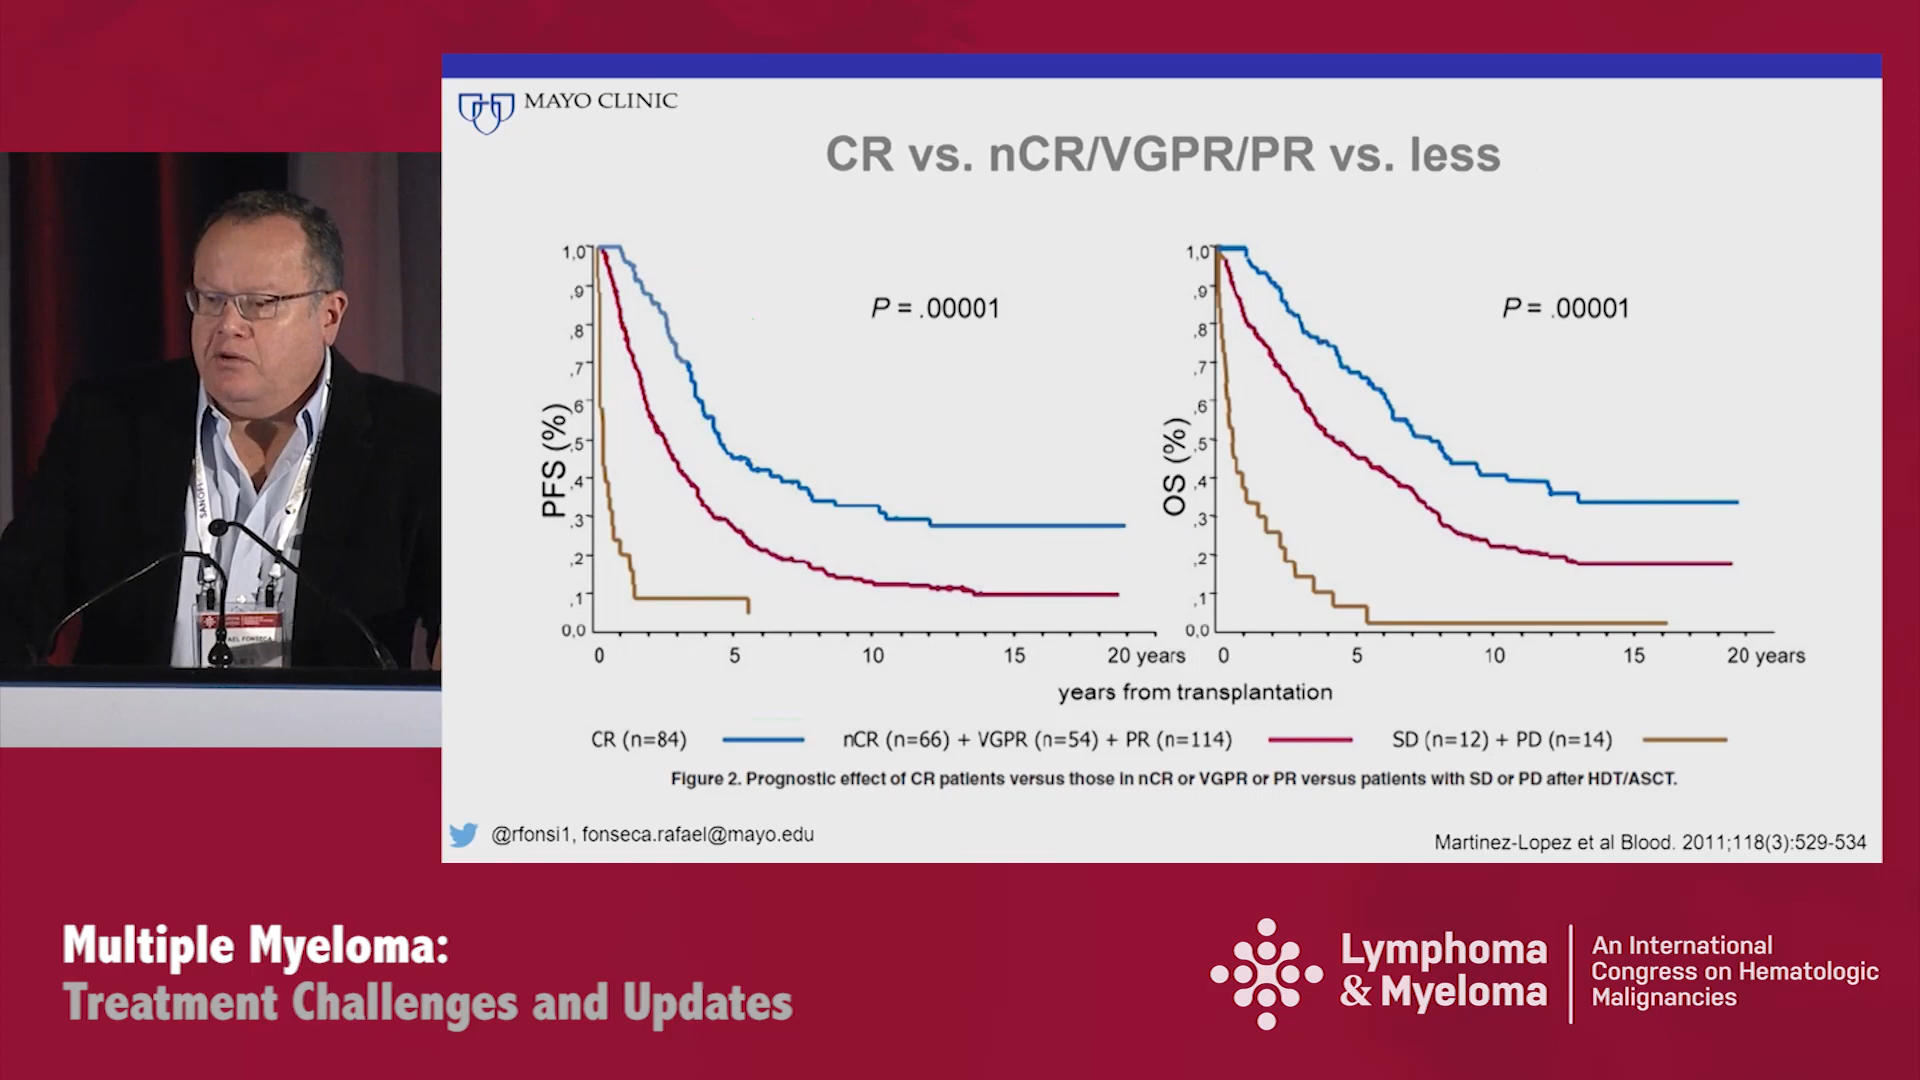 MAYO CLINIC
CR vs. nCR/VGPR/PR vs. less
1,0
,9
,8
,7
,6
,5
,4
,3
,2
,1
0,0
PFS (%)
P = .00001
0 5 10 15 20 years
1,0
,9
,8
,7
,6
,5
,4
,3
,2
,1
0,0
OS (%)
P = .00001
0 5 10 15 20 years
years from transplantation
CR (n=84) nCR (n=66) + VGPR (n=54) + PR (n=114) SD (n=12) + PD (n=14)
Figure 2. Prognostic effect of CR patients versus those in nCR or VGPR or PR versus patients with SD or PD after HDT/ASCT.
@rfonsi1, fonseca.rafael@mayo.edu
Martinez-Lopez et al Blood. 2011;118(3):529-534
SANOFI
FONSECA
Multiple Myeloma:
Treatment Challenges and Updates
Lymphoma
& Myeloma
An International
Congress on Hematologic
Malignancies